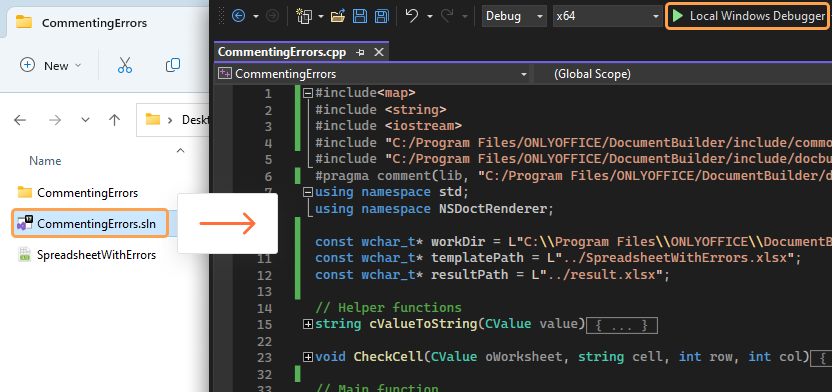 CommentingErrors
New
Name
CommentingErrors
CommentingErrors.sln
SpreadsheetWithErrors
Debug
x64
Local Windows Debugger
CommentingErrors.cpp
CommentingErrors
(Global Scope)
1 #include<map>
2 #include <string>
3 #include <iostream>
4 #include "C:/Program Files/ONLYOFFICE/DocumentBuilder/include/commo
5 #include "C:/Program Files/ONLYOFFICE/DocumentBuilder/include/docbu
6 #pragma comment(lib, "C:/Program Files/ONLYOFFICE/DocumentBuilder/d
7 using namespace std;
using namespace NSDoctRenderer;
const wchar_t* workDir = L"C:\\Program Files\\ONLYOFFICE\\DocumentB
11 const wchar_t* templatePath = L"../SpreadsheetWithErrors.xlsx";
12 const wchar_t* resultPath = L"../result.xlsx";
13
14 // Helper functions
15 string cValueToString(CValue value){ ... }
22
23 void CheckCell(CValue oWorksheet, string cell, int row, int col){ .
32
33 // Main function